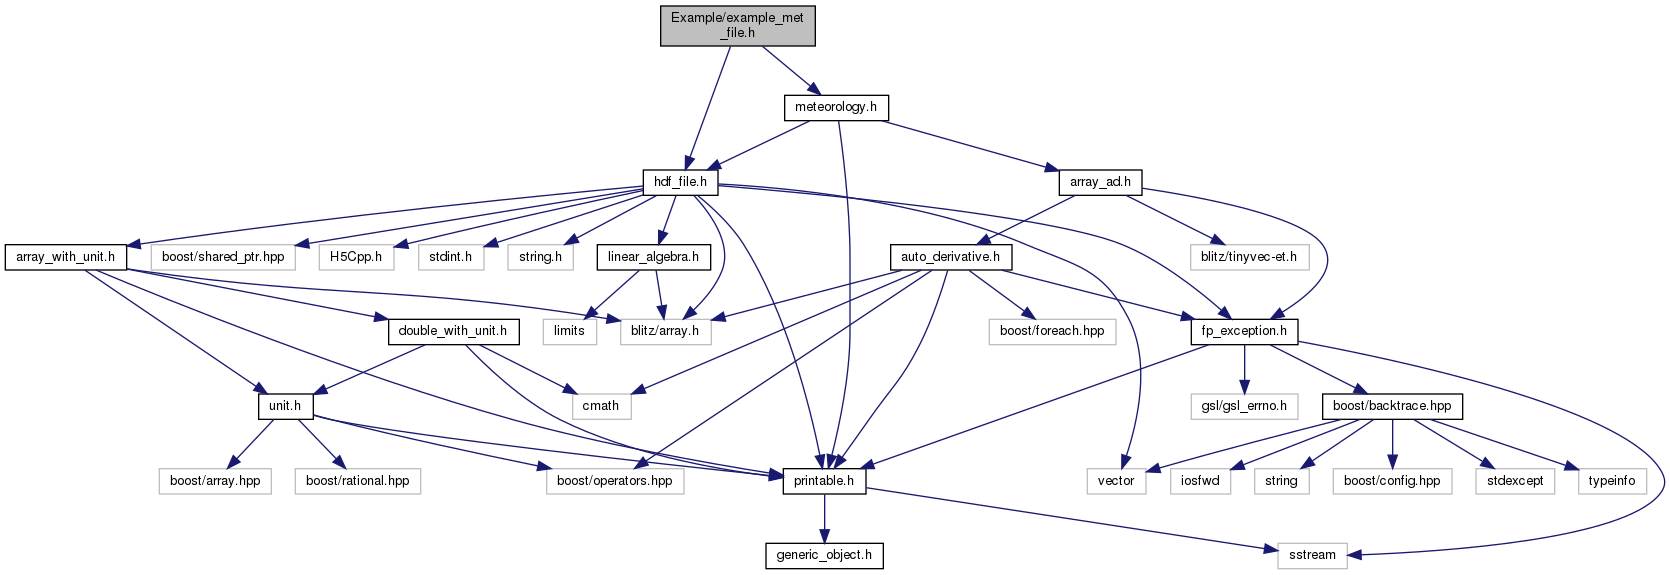 Example/example_met
_file.h
meteorology.h
hdf_file.h
array_ad.h
array_with_unit.h
boost/shared_ptr.hpp
H5Cpp.h
stdint.h
string.h
linear_algebra.h
auto_derivative.h
blitz/tinyvec-et.h
double_with_unit.h
limits
blitz/array.h
boost/foreach.hpp
fp_exception.h
unit.h
cmath
gsl/gsl_errno.h
boost/backtrace.hpp
boost/array.hpp
boost/rational.hpp
boost/operators.hpp
printable.h
vector
iosfwd
string
boost/config.hpp
stdexcept
typeinfo
generic_object.h
sstream